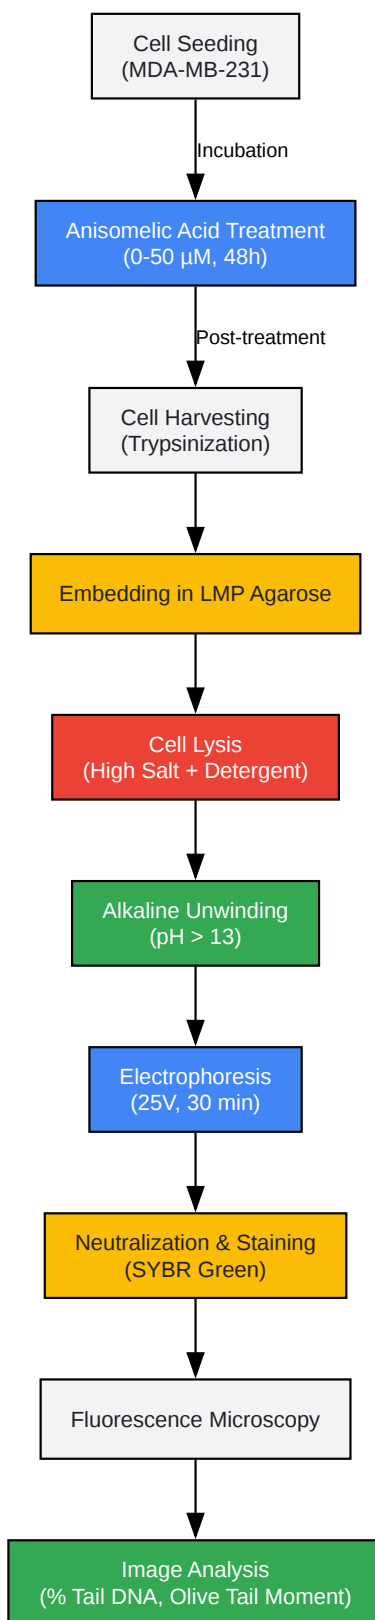 Cell Seeding
(MDA-MB-231)
Incubation
Anisomelic Acid Treatment
(0-50 µM, 48h)
Post-treatment
Cell Harvesting
(Trypsinization)
Embedding in LMP Agarose
Cell Lysis
(High Salt + Detergent)
Alkaline Unwinding
(pH > 13)
Electrophoresis
(25V, 30 min)
Neutralization & Staining
(SYBR Green)
Fluorescence Microscopy
Image Analysis
(% Tail DNA, Olive Tail Moment)